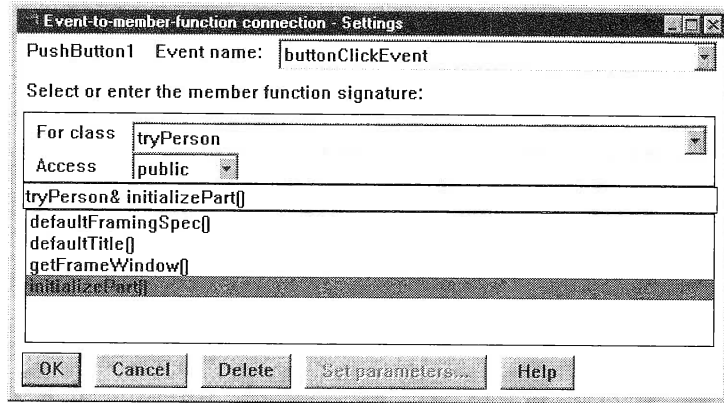 Event-to-member-function connection - Settings
PushButton1 Event name: buttonClickEvent
Select or enter the member function signature:
For class tryPerson
Access public
tryPerson& initializePart()
defaultFramingSpec()
defaultTitle()
getFrameWindow()
initializePart()
OK Cancel Delete Set parameters... Help